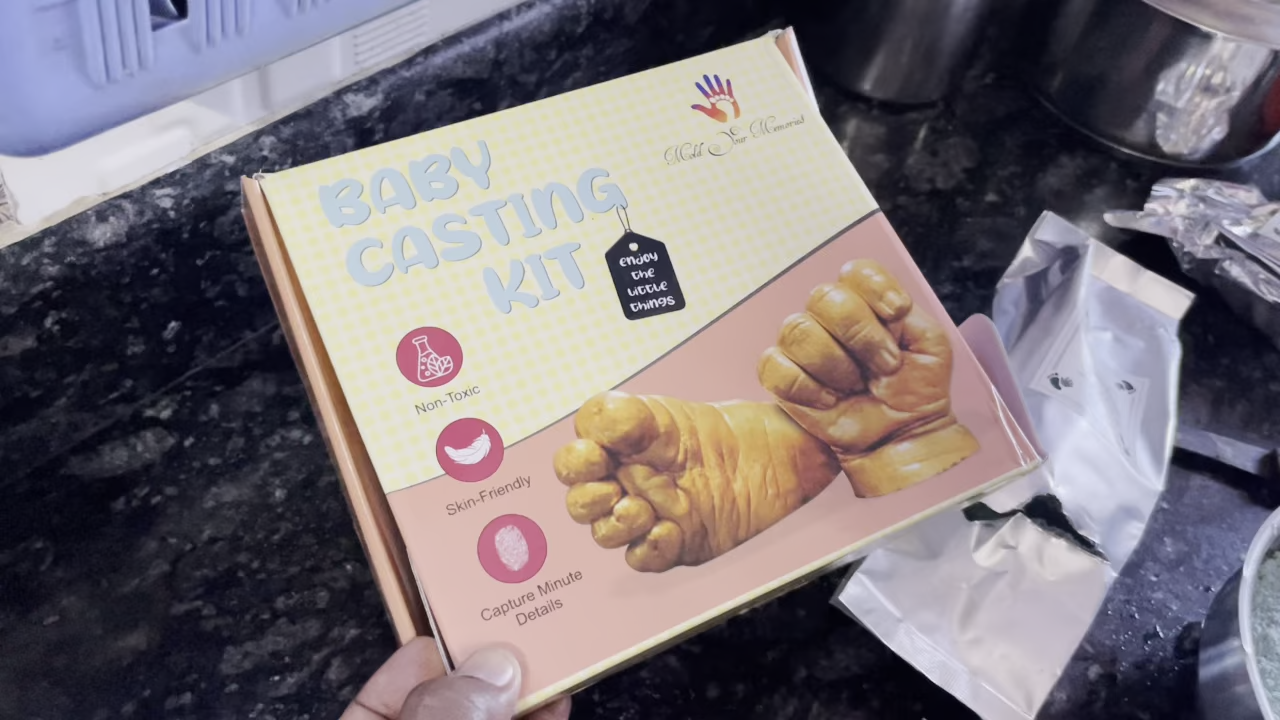 Mold Your Memories
BABY
CASTING
KIT
enjoy
the
little
things
Non-Toxic
Skin-Friendly
Capture Minute
Details